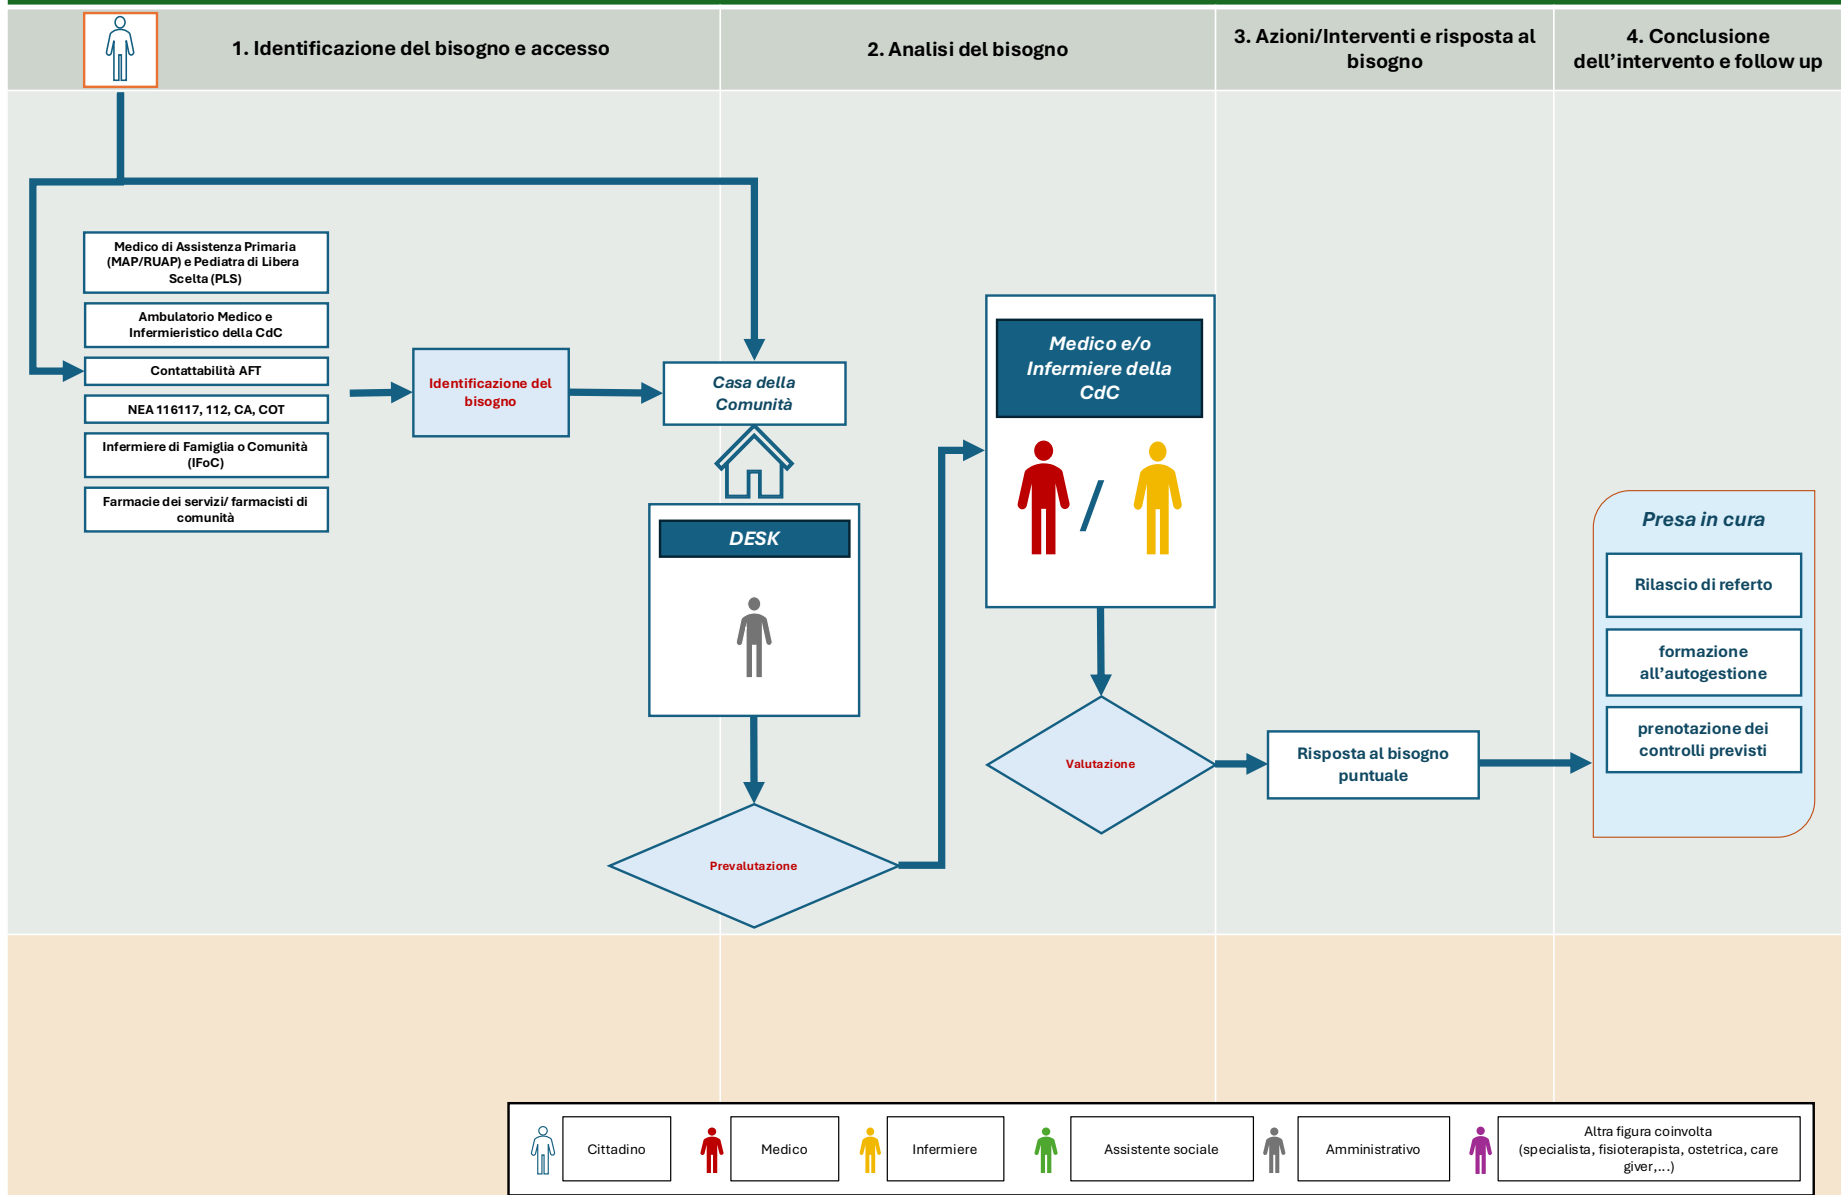 1. Identificazione del bisogno e accesso
2. Analisi del bisogno
3. Azioni/Interventi e risposta al
bisogno
4. Conclusione
dell’intervento e follow up
Medico di Assistenza Primaria
(MAP/RUAP) e Pediatra di Libera
Scelta (PLS)
Ambulatorio Medico e
Infermieristico della CdC
Contattabilità AFT
NEA 116117, 112, CA, COT
Infermiere di Famiglia o Comunità
(IFoC)
Farmacie dei servizi/ farmacisti di
comunità
Identificazione del
bisogno
Casa della
Comunità
DESK
Prevalutazione
Medico e/o
Infermiere della
CdC
/
Valutazione
Risposta al bisogno
puntuale
Presa in cura
Rilascio di referto
formazione
all’autogestione
prenotazione dei
controlli previsti
Cittadino
Medico
Infermiere
Assistente sociale
Amministrativo
Altra figura coinvolta
(specialista, fisioterapista, ostetrica, care
giver,...)